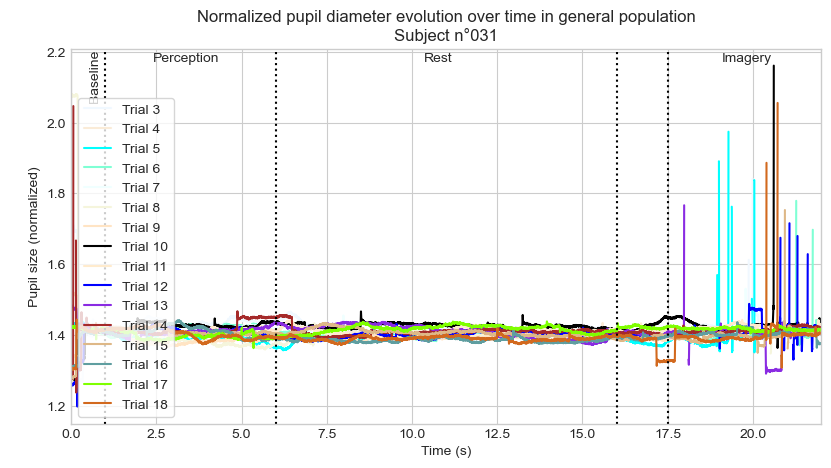 Normalized pupil diameter evolution over time in general population
Subject n°031
Baseline
Perception
Rest
Imagery
Pupil size (normalized)
2.2
2.0
1.8
1.6
1.4
1.2
Trial 3
Trial 4
Trial 5
Trial 6
Trial 7
Trial 8
Trial 9
Trial 10
Trial 11
Trial 12
Trial 13
Trial 14
Trial 15
Trial 16
Trial 17
Trial 18
0.0 2.5 5.0 7.5 10.0 12.5 15.0 17.5 20.0
Time (s)